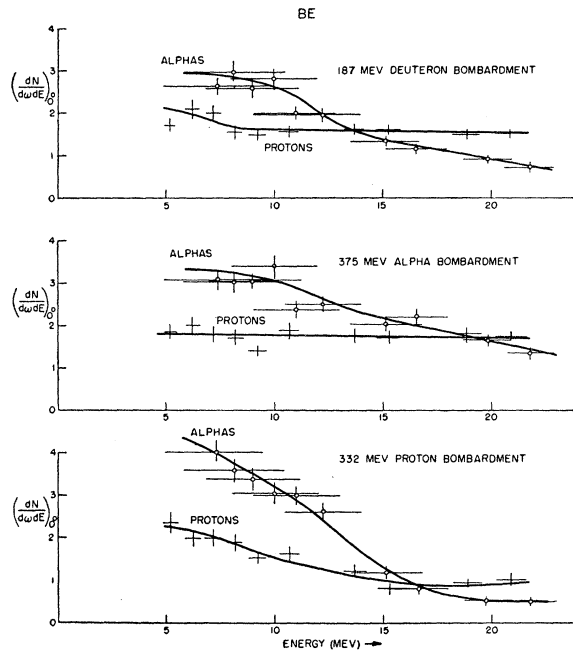 BE
4
3
2
1
0
(dN/dωdE)0°
ALPHAS
187 MEV DEUTERON BOMBARDMENT
PROTONS
5
10
15
20
4
3
2
1
0
(dN/dωdE)0°
ALPHAS
375 MEV ALPHA BOMBARDMENT
PROTONS
5
10
15
20
4
3
2
1
0
(dN/dωdE)0°
ALPHAS
332 MEV PROTON BOMBARDMENT
PROTONS
5
10
15
20
ENERGY (MEV) →